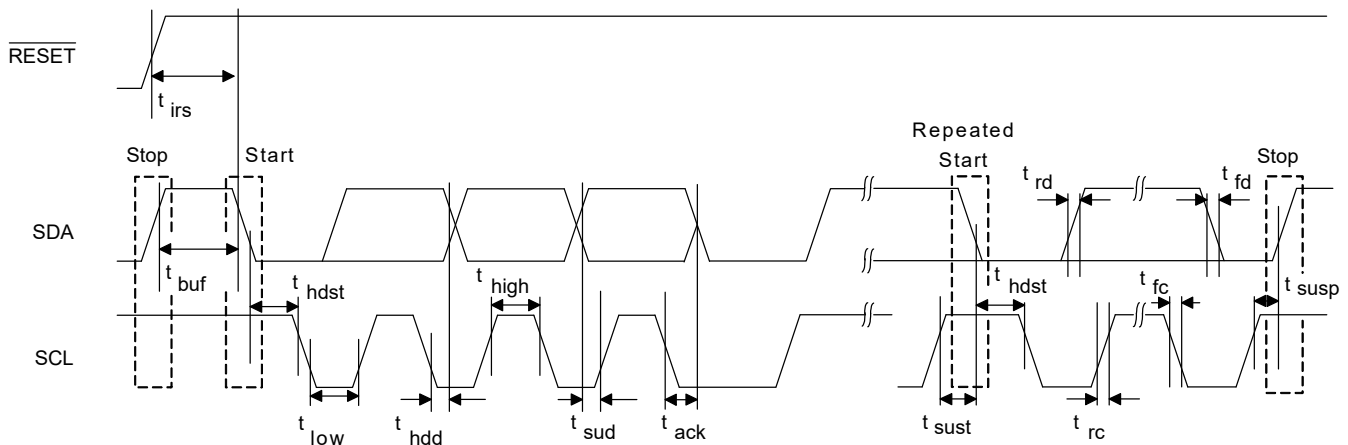 RESET
t irs
Repeated
Stop
Start
Start
Stop
t rd
t fd
SDA
t buf
t hdst
t high
t hdst
t fc
t susp
SCL
t low
t hdd
t sud
t ack
t sust
t rc